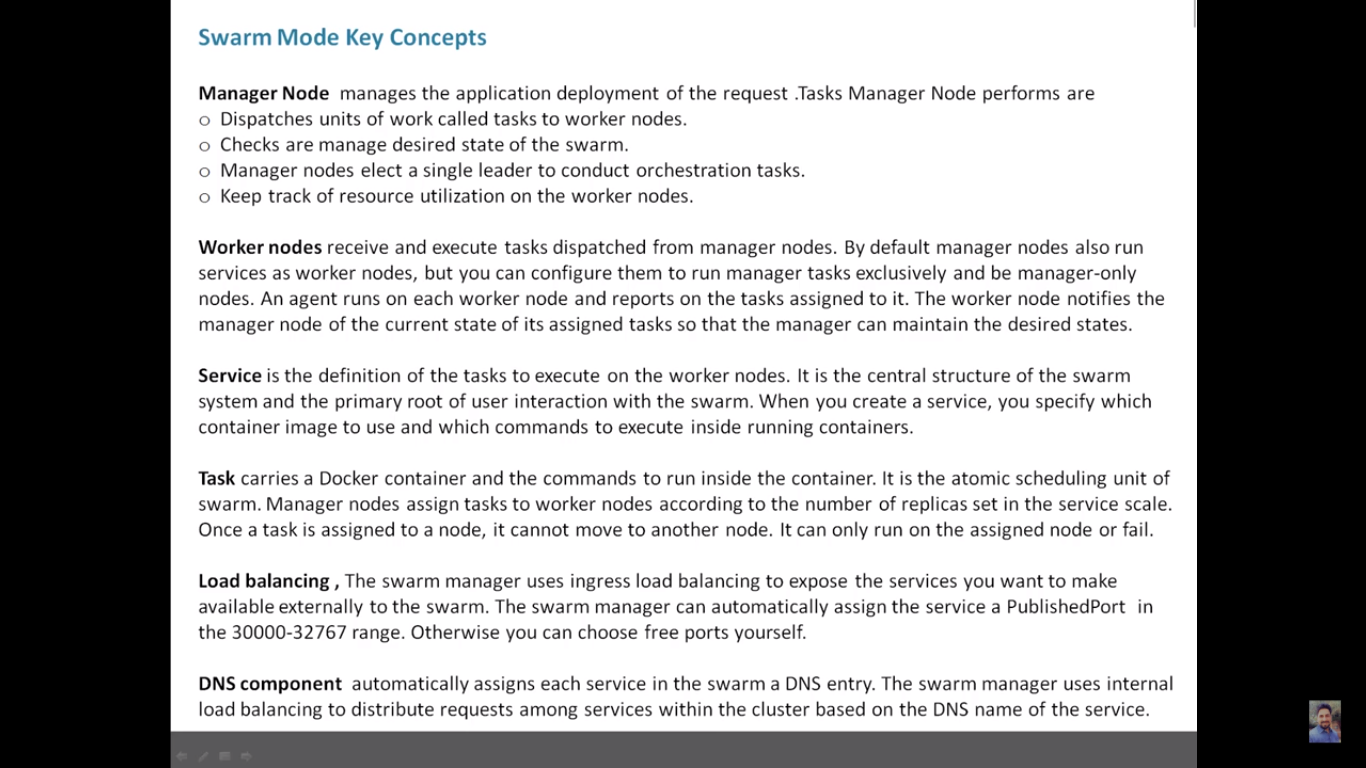 Swarm Mode Key Concepts
Manager Node manages the application deployment of the request .Tasks Manager Node performs are
o Dispatches units of work called tasks to worker nodes.
o Checks are manage desired state of the swarm.
o Manager nodes elect a single leader to conduct orchestration tasks.
o Keep track of resource utilization on the worker nodes.
Worker nodes receive and execute tasks dispatched from manager nodes. By default manager nodes also run
services as worker nodes, but you can configure them to run manager tasks exclusively and be manager-only
nodes. An agent runs on each worker node and reports on the tasks assigned to it. The worker node notifies the
manager node of the current state of its assigned tasks so that the manager can maintain the desired states.
Service is the definition of the tasks to execute on the worker nodes. It is the central structure of the swarm
system and the primary root of user interaction with the swarm. When you create a service, you specify which
container image to use and which commands to execute inside running containers.
Task carries a Docker container and the commands to run inside the container. It is the atomic scheduling unit of
swarm. Manager nodes assign tasks to worker nodes according to the number of replicas set in the service scale.
Once a task is assigned to a node, it cannot move to another node. It can only run on the assigned node or fail.
Load balancing , The swarm manager uses ingress load balancing to expose the services you want to make
available externally to the swarm. The swarm manager can automatically assign the service a PublishedPort in
the 30000-32767 range. Otherwise you can choose free ports yourself.
DNS component automatically assigns each service in the swarm a DNS entry. The swarm manager uses internal
load balancing to distribute requests among services within the cluster based on the DNS name of the service.